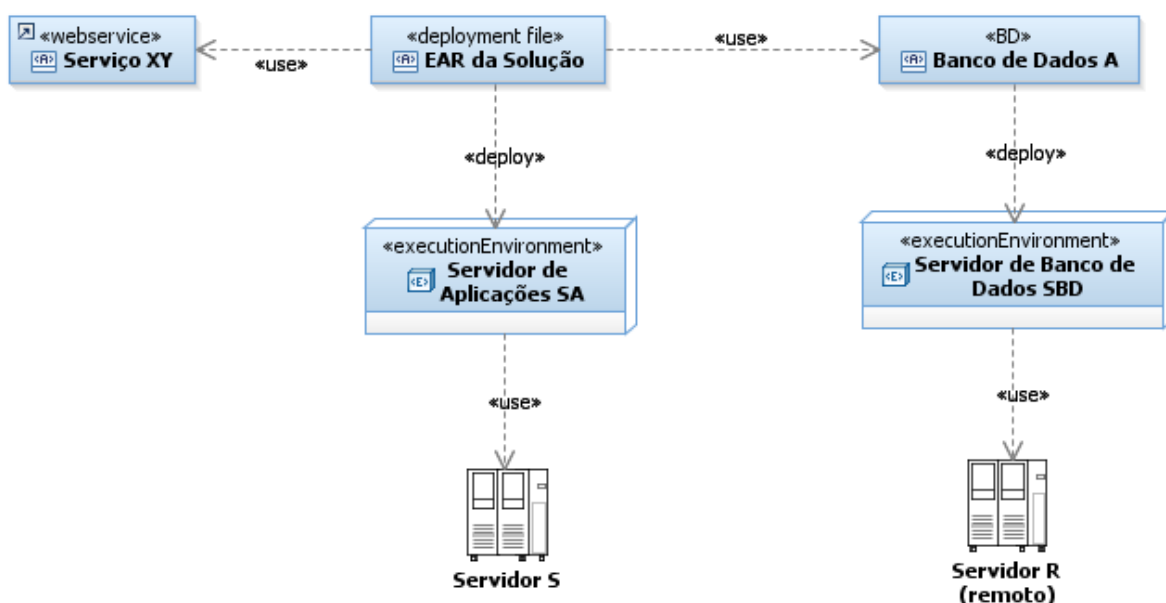 «webservice»
Serviço XY
«use»
«deployment file»
EAR da Solução
«use»
«BD»
Banco de Dados A
«deploy»
«deploy»
«executionEnvironment»
Servidor de
Aplicações SA
«executionEnvironment»
Servidor de Banco de
Dados SBD
«use»
«use»
Servidor S
Servidor R
(remoto)